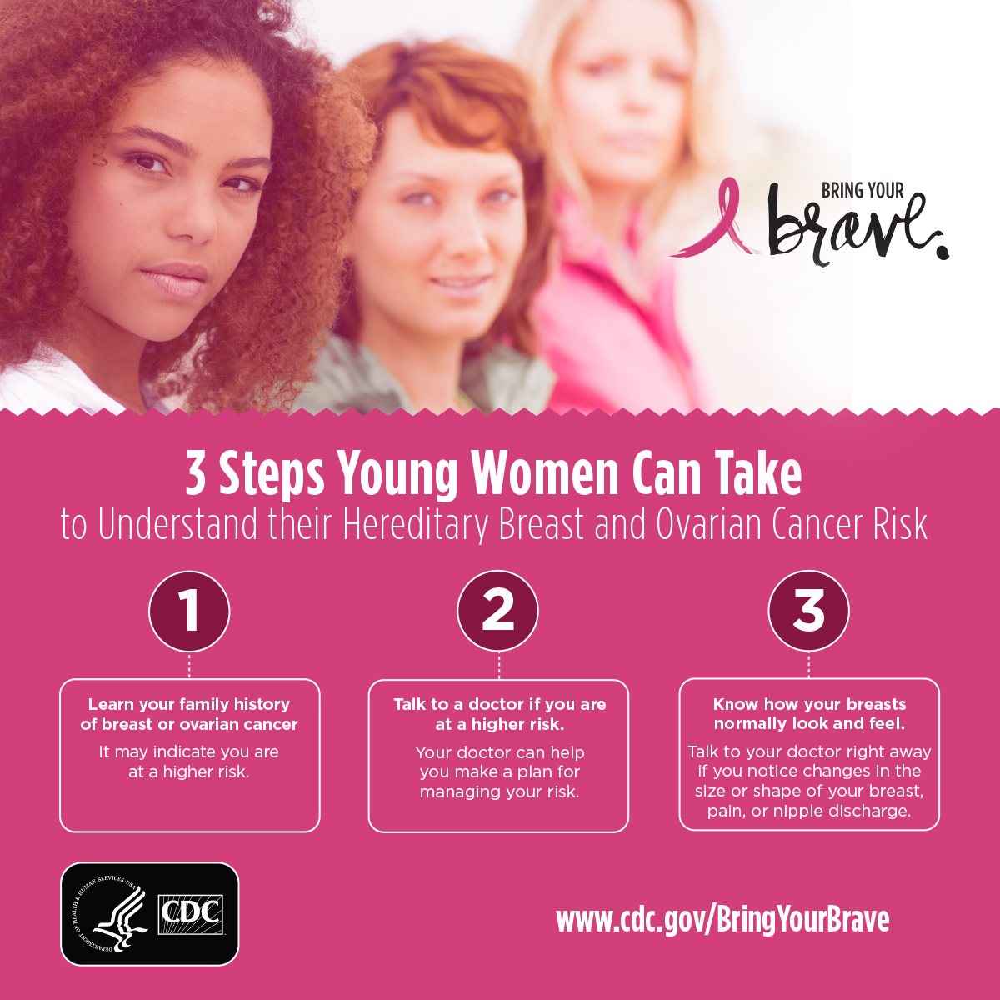 BRING YOUR
brave.
3 Steps Young Women Can Take
to Understand their Hereditary Breast and Ovarian Cancer Risk
1
Learn your family history
of breast or ovarian cancer
It may indicate you are
at a higher risk.
2
Talk to a doctor if you are
at a higher risk.
Your doctor can help
you make a plan for
managing your risk.
3
Know how your breasts
normally look and feel.
Talk to your doctor right away
if you notice changes in the
size or shape of your breast,
pain, or nipple discharge.
DEPARTMENT OF HEALTH & HUMAN SERVICES · USA
CDC
www.cdc.gov/BringYourBrave